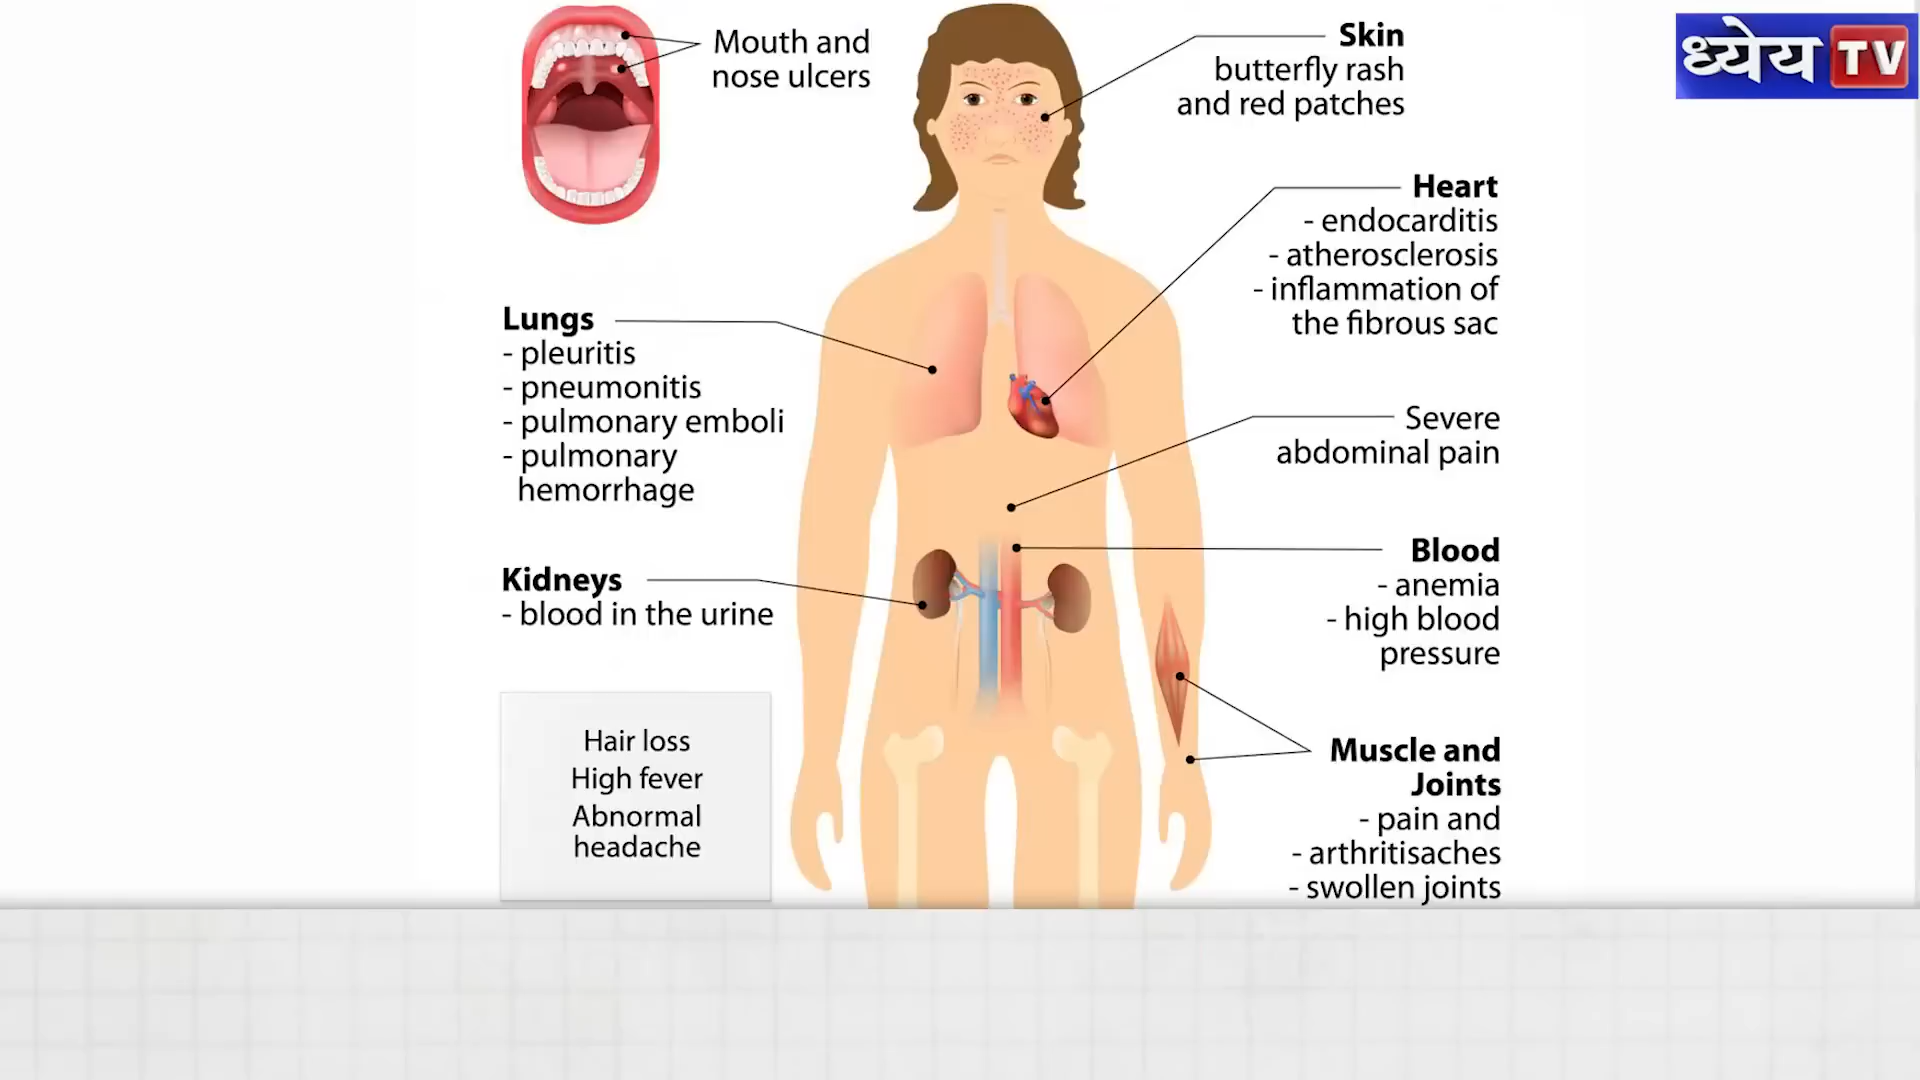 Mouth and
nose ulcers
Skin
butterfly rash
and red patches
ध्येय TV
Heart
- endocarditis
- atherosclerosis
- inflammation of
the fibrous sac
Lungs
- pleuritis
- pneumonitis
- pulmonary emboli
- pulmonary
hemorrhage
Severe
abdominal pain
Kidneys
- blood in the urine
Blood
- anemia
- high blood
pressure
Hair loss
High fever
Abnormal
headache
Muscle and
Joints
- pain and
- arthritisaches
- swollen joints